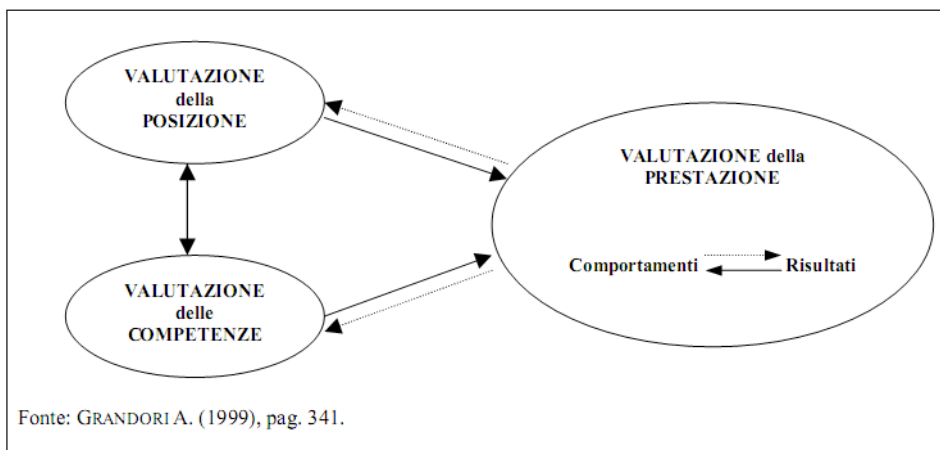 VALUTAZIONE
della
POSIZIONE
VALUTAZIONE della
PRESTAZIONE
Comportamenti
Risultati
VALUTAZIONE
delle
COMPETENZE
Fonte: GRANDORI A. (1999), pag. 341.